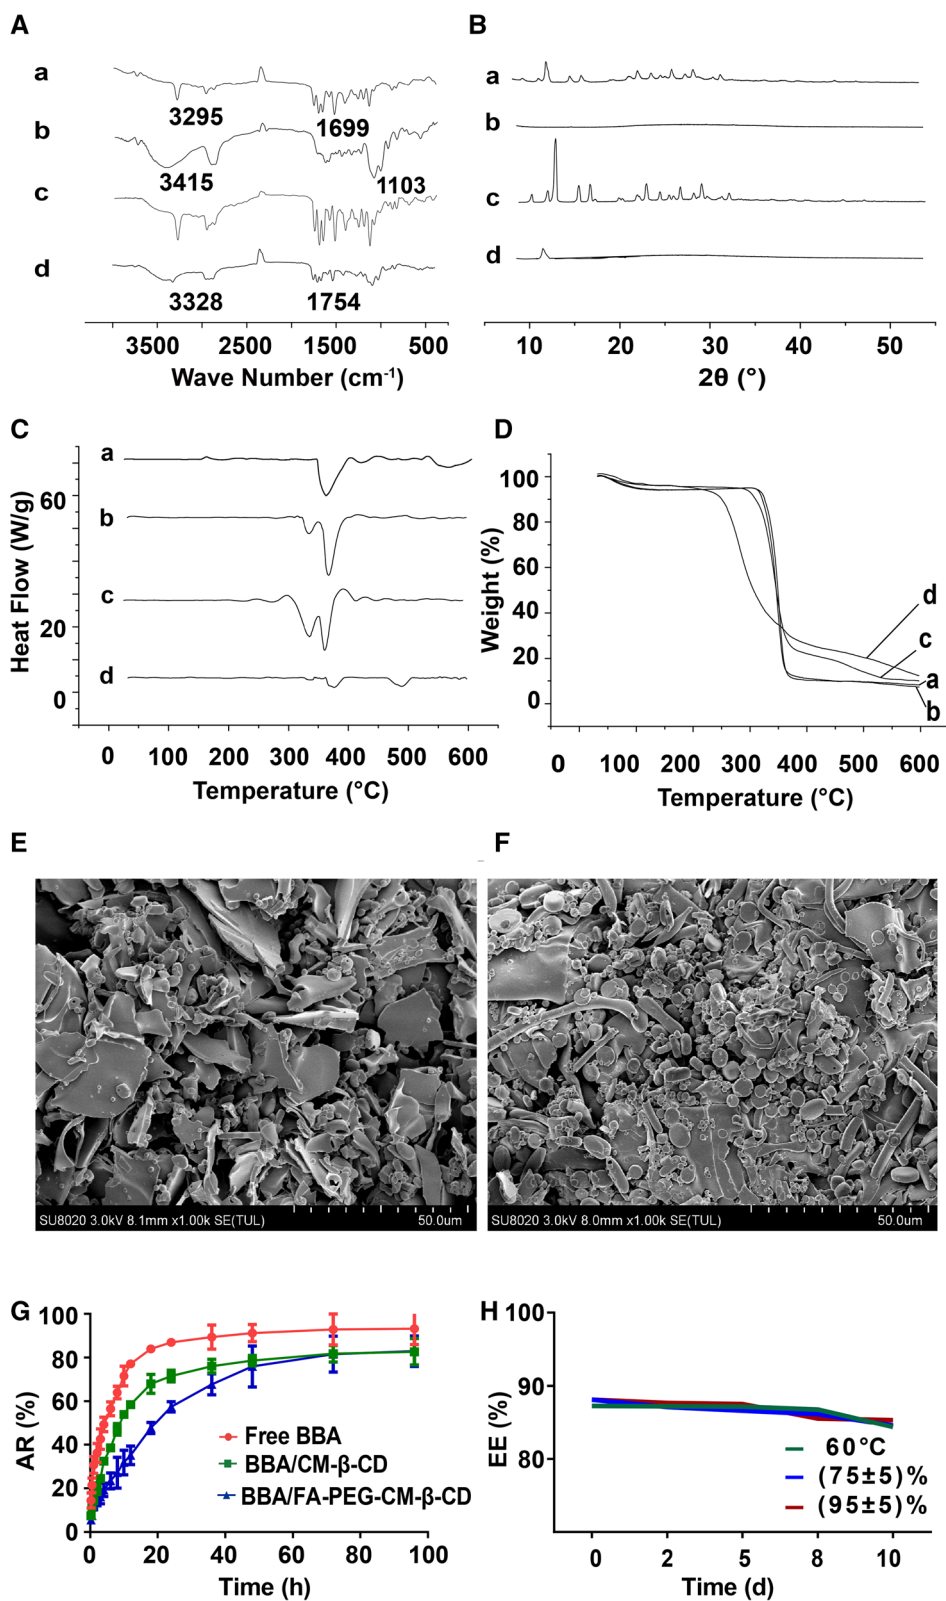 A
a
3295
1699
b
3415
1103
c
d
3328
1754
3500 2500 1500 500
Wave Number (cm⁻¹)
B
a
b
c
d
10 20 30 40 50
2θ (°)
C
a
b
c
d
60
20
0
Heat Flow (W/g)
0 100 200 300 400 500 600
Temperature (°C)
D
100
80
60
40
20
0
Weight (%)
d
c
a
b
0 100 200 300 400 500 600
Temperature (°C)
E
SU8020 3.0kV 8.1mm x1.00k SE(TUL) 50.0um
F
SU8020 3.0kV 8.0mm x1.00k SE(TUL) 50.0um
G
100
80
60
40
20
0
AR (%)
Free BBA
BBA/CM-β-CD
BBA/FA-PEG-CM-β-CD
0 20 40 60 80 100
Time (h)
H
100
90
80
EE (%)
60°C
(75±5)%
(95±5)%
0 2 5 8 10
Time (d)